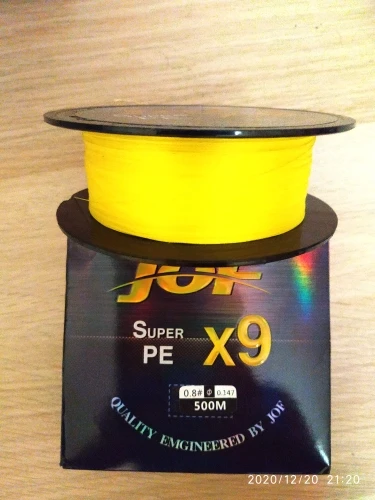 JOF
SUPER
PE
X9
0.8# Φ 0.147
500M
QUALITY EMGINEERED BY JOF
2020/12/20 21:20